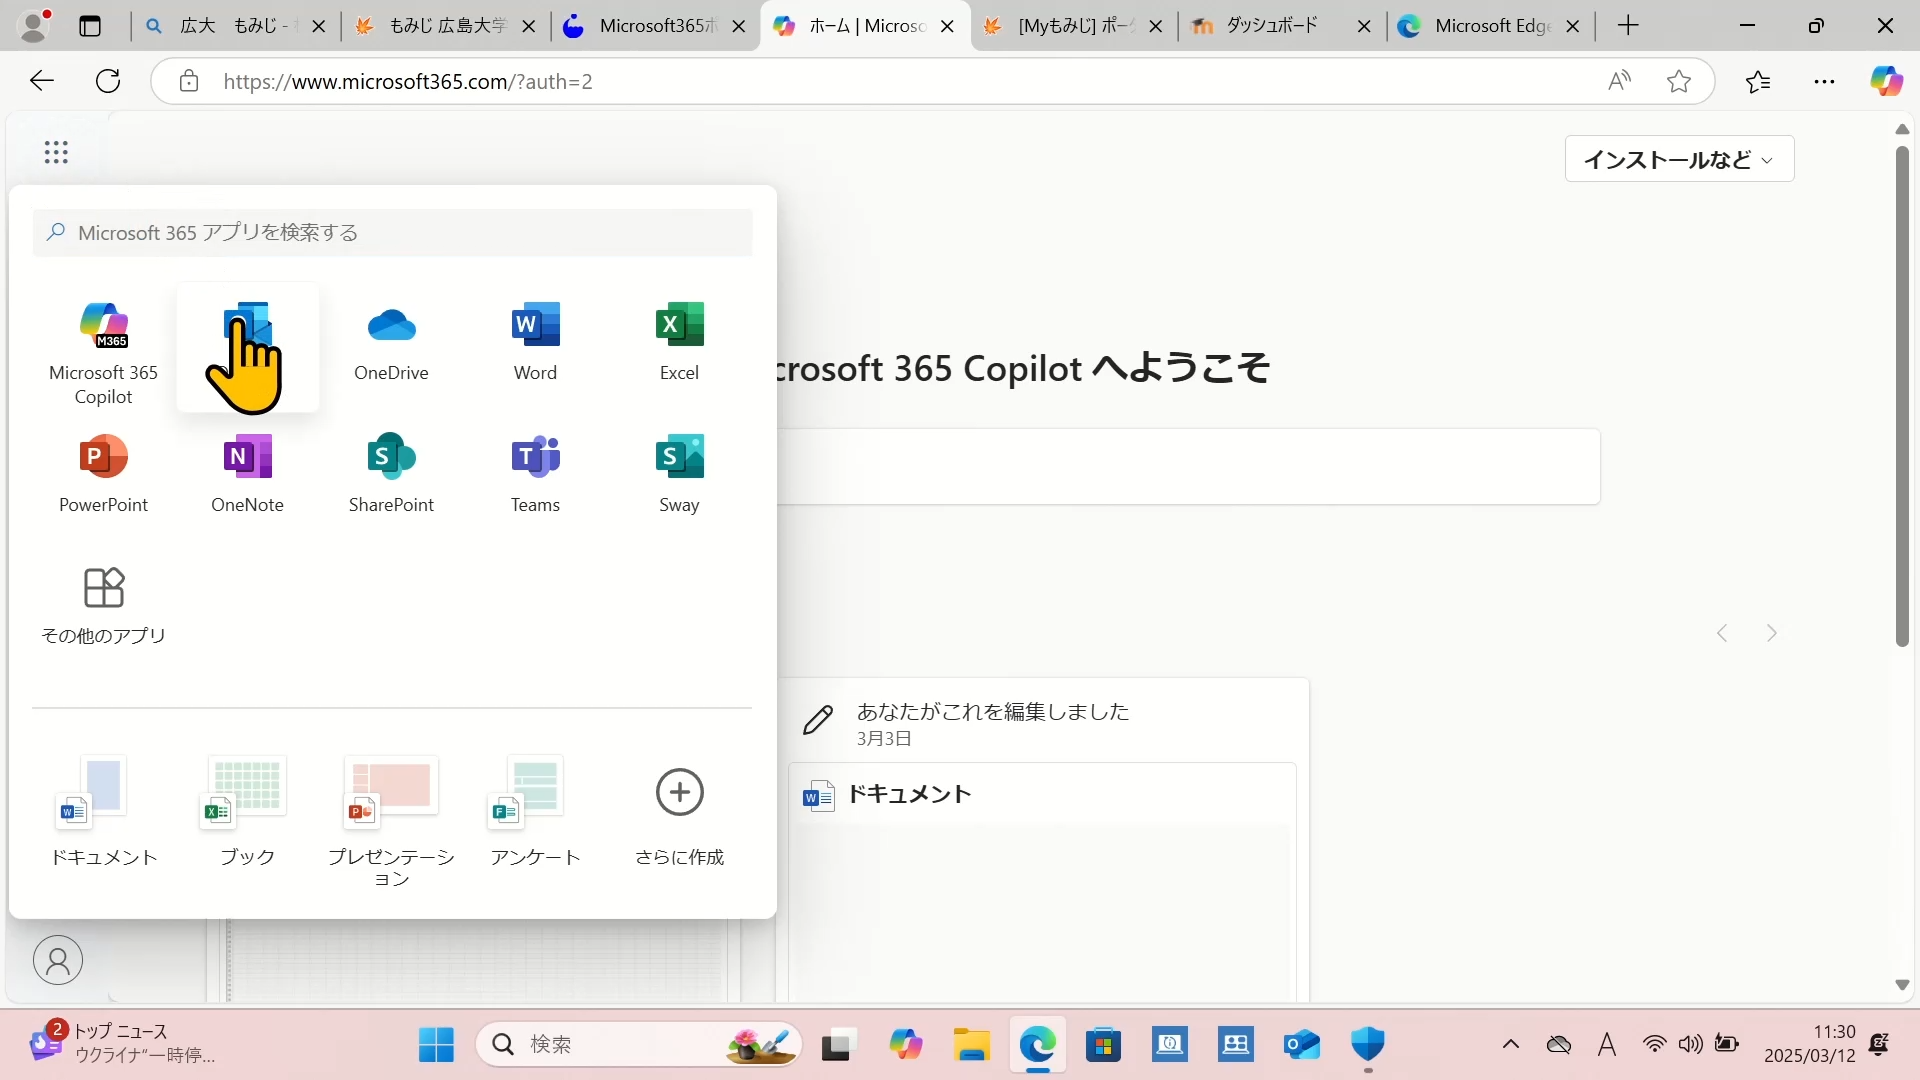 広大 もみじ -
もみじ 広島大学
Microsoft365ポ
ホーム | Microso
[Myもみじ] ポー
ダッシュボード
Microsoft Edge
https://www.microsoft365.com/?auth=2
インストールなど
Microsoft 365 アプリを検索する
M365
Microsoft 365
Copilot
OneDrive
W
Word
X
Excel
crosoft 365 Copilot へようこそ
P
PowerPoint
N
OneNote
S
SharePoint
T
Teams
S
Sway
その他のアプリ
あなたがこれを編集しました
3月3日
ドキュメント
ドキュメント
ブック
プレゼンテーシ
ョン
アンケート
さらに作成
2
トップ ニュース
ウクライナ“一時停...
検索
A
11:30
2025/03/12